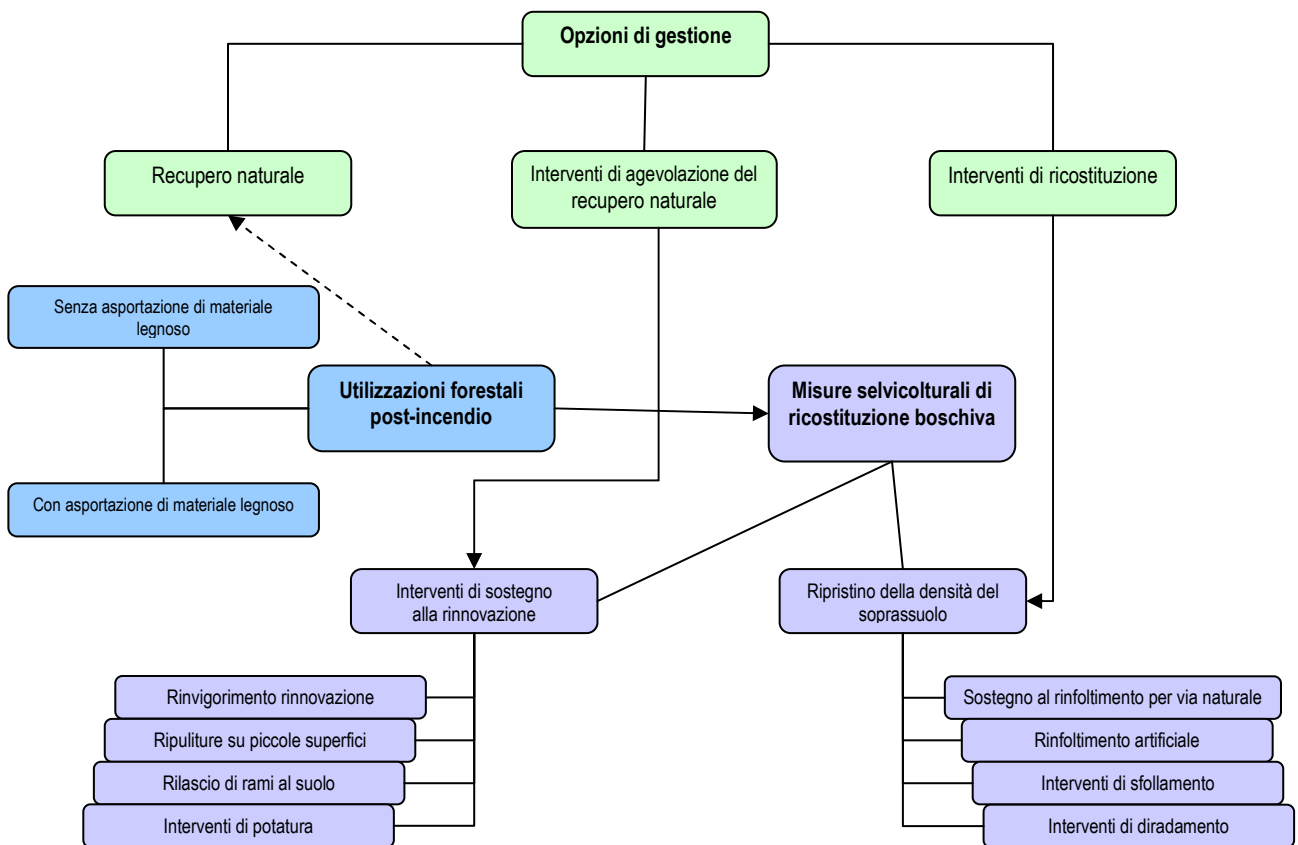 Opzioni di gestione
Recupero naturale
Interventi di agevolazione del
recupero naturale
Interventi di ricostituzione
Senza asportazione di materiale
legnoso
Utilizzazioni forestali
post-incendio
Misure selvicolturali di
ricostituzione boschiva
Con asportazione di materiale legnoso
Interventi di sostegno
alla rinnovazione
Ripristino della densità del
soprassuolo
Rinvigorimento rinnovazione
Ripuliture su piccole superfici
Rilascio di rami al suolo
Interventi di potatura
Sostegno al rinfoltimento per via naturale
Rinfoltimento artificiale
Interventi di sfollamento
Interventi di diradamento